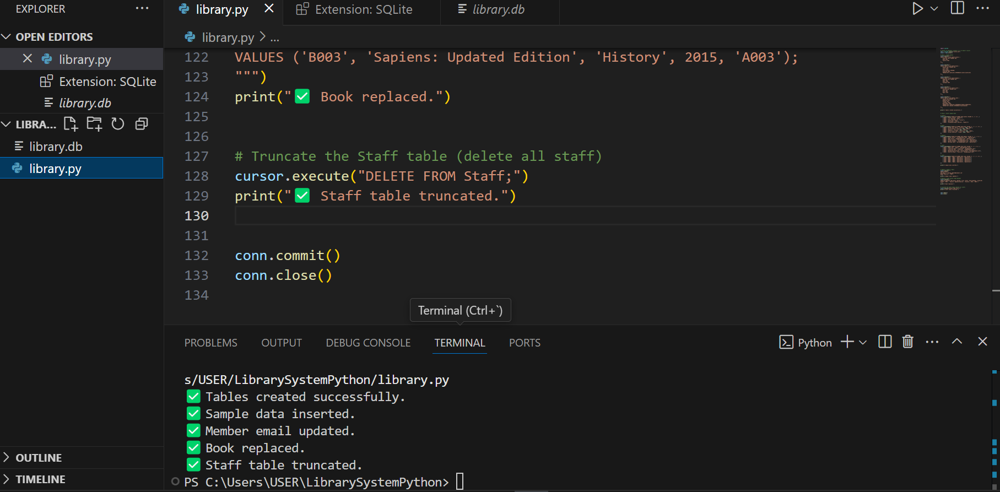 EXPLORER
library.py
Extension: SQLite
library.db
OPEN EDITORS
library.py
Extension: SQLite
library.db
LIBRA...
library.db
library.py
OUTLINE
TIMELINE
library.py > ...
122 VALUES ('B003', 'Sapiens: Updated Edition', 'History', 2015, 'A003');
123 """)
124 print("✅ Book replaced.")
125
126
127 # Truncate the Staff table (delete all staff)
128 cursor.execute("DELETE FROM Staff;")
129 print("✅ Staff table truncated.")
130
131
132 conn.commit()
133 conn.close()
134
Terminal (Ctrl+`)
PROBLEMS OUTPUT DEBUG CONSOLE TERMINAL PORTS
Python
s/USER/LibrarySystemPython/library.py
✅ Tables created successfully.
✅ Sample data inserted.
✅ Member email updated.
✅ Book replaced.
✅ Staff table truncated.
PS C:\Users\USER\LibrarySystemPython>